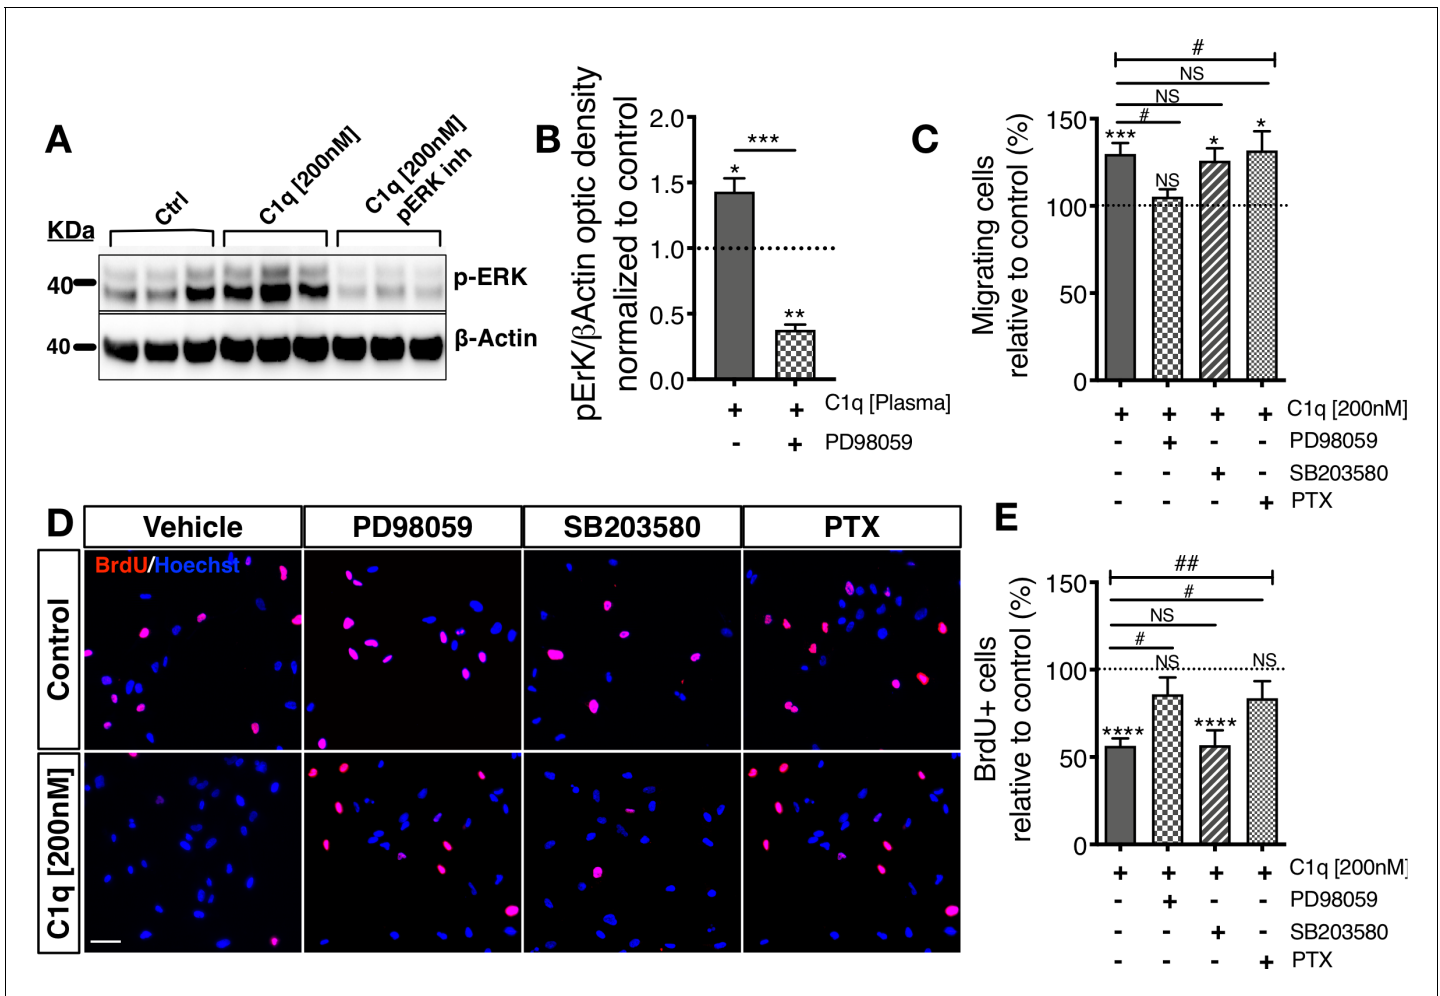 A
KDa
Ctrl
C1q [200nM]
C1q [200nM]
pERK inh
40
p-ERK
40
β-Actin
B
pErK/βActin optic density
normalized to control
2.0
1.5
1.0
0.5
0.0
***
*
**
+ + C1q [Plasma]
- + PD98059
C
Migrating cells
relative to control (%)
150
100
50
0
#
NS
NS
#
***
NS
*
*
+ + + + C1q [200nM]
- + - - PD98059
- - + - SB203580
- - - + PTX
D
Vehicle PD98059 SB203580 PTX
BrdU/Hoechst
Control
C1q [200nM]
E
BrdU+ cells
relative to control (%)
150
100
50
0
##
#
NS
#
****
NS
****
NS
+ + + + C1q [200nM]
- + - - PD98059
- - + - SB203580
- - - + PTX